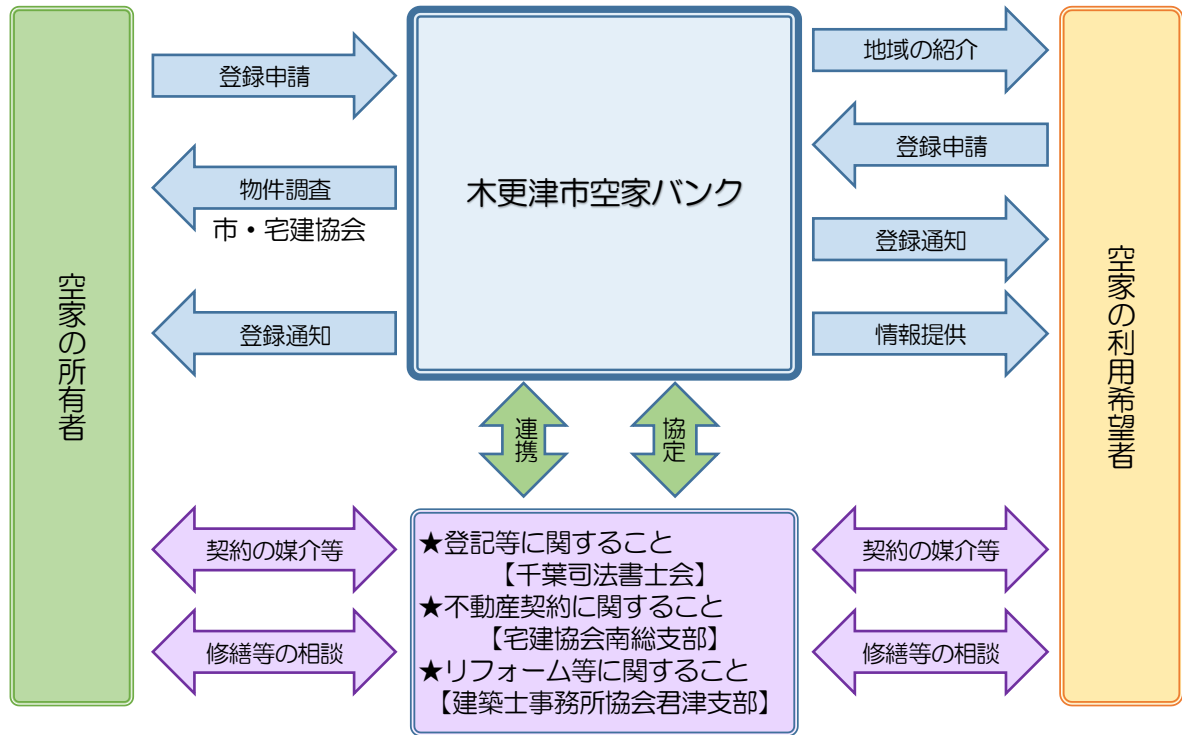 空家の所有者
登録申請
物件調査
市・宅建協会
登録通知
木更津市空家バンク
地域の紹介
登録申請
登録通知
情報提供
空家の利用希望者
連携
協定
契約の媒介等
修繕等の相談
★登記等に関すること
【千葉司法書士会】
★不動産契約に関すること
【宅建協会南総支部】
★リフォーム等に関すること
【建築士事務所協会君津支部】
契約の媒介等
修繕等の相談